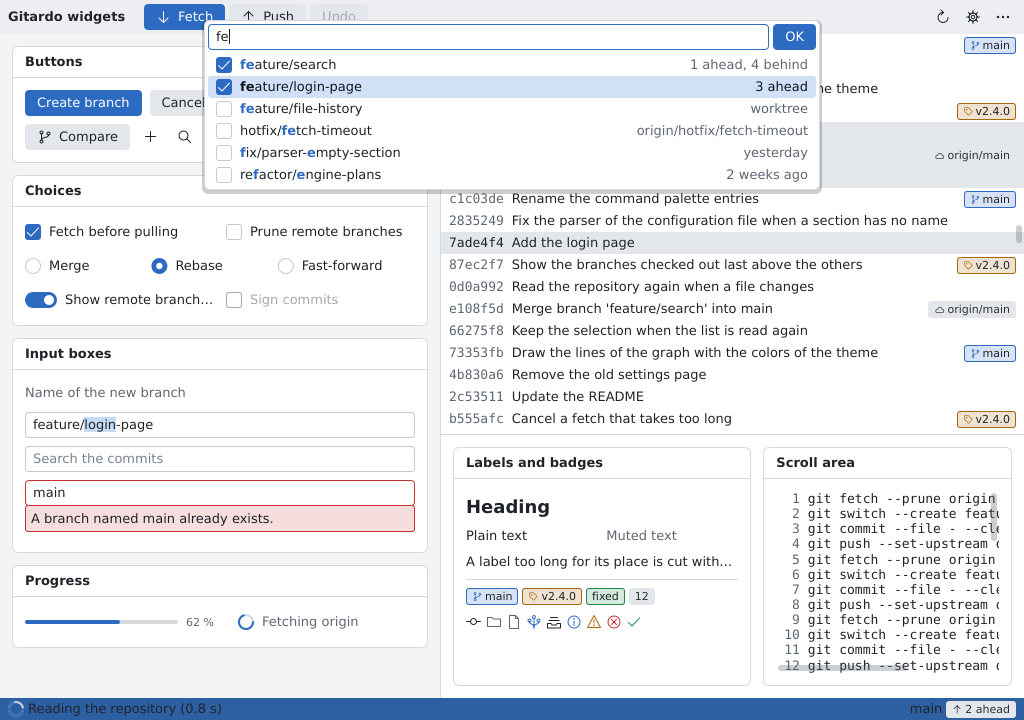 Gitardo widgets
Fetch
Push
Undo
fe
OK
feature/search 1 ahead, 4 behind
feature/login-page 3 ahead
feature/file-history worktree
hotfix/fetch-timeout origin/hotfix/fetch-timeout
fix/parser-empty-section yesterday
refactor/engine-plans 2 weeks ago
Buttons
Create branch
Cancel
Compare
Choices
Fetch before pulling
Prune remote branches
Merge
Rebase
Fast-forward
Show remote branch…
Sign commits
Input boxes
Name of the new branch
feature/login-page
Search the commits
main
A branch named main already exists.
Progress
62 %
Fetching origin
main
he theme
v2.4.0
origin/main
c1c03de Rename the command palette entries main
2835249 Fix the parser of the configuration file when a section has no name
7ade4f4 Add the login page
87ec2f7 Show the branches checked out last above the others v2.4.0
0d0a992 Read the repository again when a file changes
e108f5d Merge branch 'feature/search' into main origin/main
66275f8 Keep the selection when the list is read again
73353fb Draw the lines of the graph with the colors of the theme main
4b830a6 Remove the old settings page
2c53511 Update the README
b555afc Cancel a fetch that takes too long v2.4.0
Labels and badges
Heading
Plain text
Muted text
A label too long for its place is cut with…
main
v2.4.0
fixed
12
Scroll area
1 git fetch --prune origin
2 git switch --create featu
3 git commit --file - --cle
4 git push --set-upstream o
5 git fetch --prune origin
6 git switch --create featu
7 git commit --file - --cle
8 git push --set-upstream o
9 git fetch --prune origin
10 git switch --create featu
11 git commit --file - --cle
12 git push --set-upstream o
Reading the repository (0.8 s)
main
2 ahead